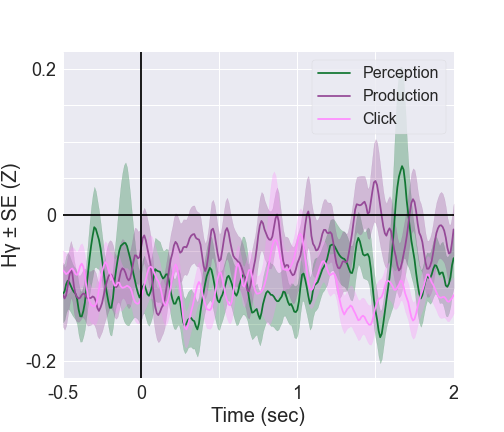 Perception
Production
Click
Hγ ± SE (Z)
0.2
0
-0.2
-0.5
0
1
2
Time (sec)